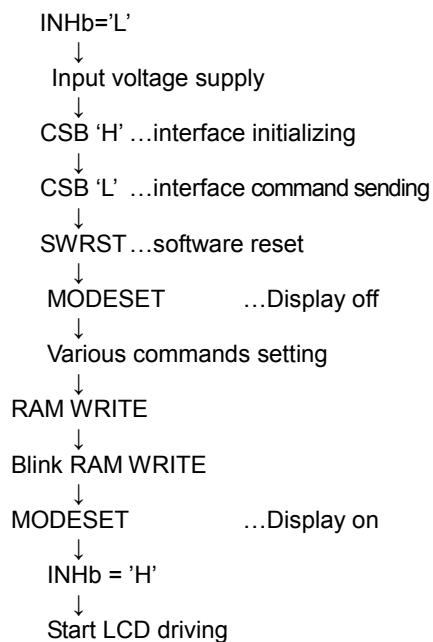 INHb='L'
↓
Input voltage supply
↓
CSB 'H' …interface initializing
↓
CSB 'L' …interface command sending
↓
SWRST…software reset
↓
MODESET …Display off
↓
Various commands setting
↓
RAM WRITE
↓
Blink RAM WRITE
↓
MODESET …Display on
↓
INHb = 'H'
↓
Start LCD driving